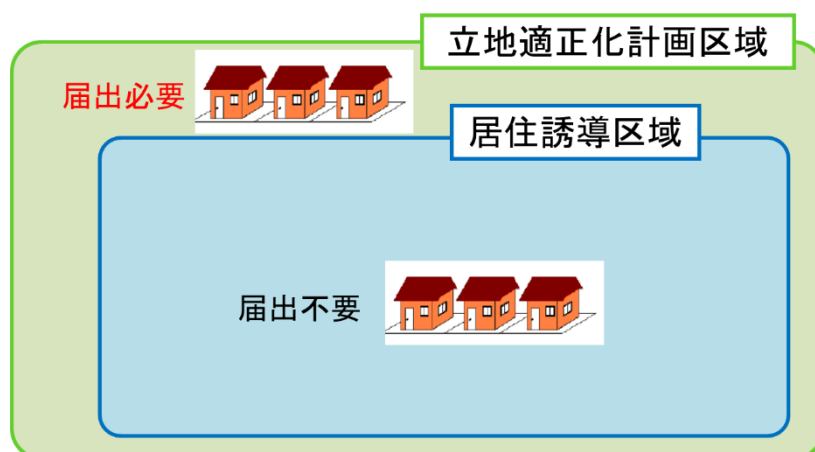 立地適正化計画区域
届出必要
居住誘導区域
届出不要